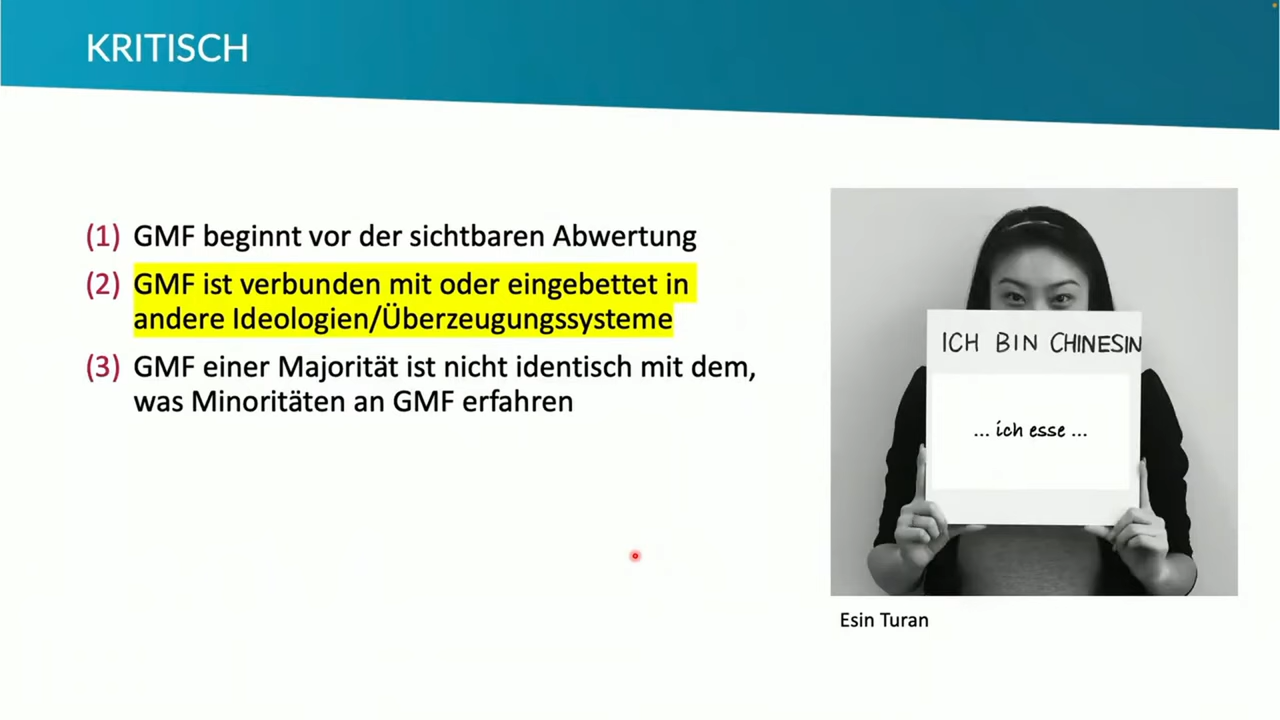 KRITISCH
(1) GMF beginnt vor der sichtbaren Abwertung
(2) GMF ist verbunden mit oder eingebettet in
andere Ideologien/Überzeugungssysteme
(3) GMF einer Majorität ist nicht identisch mit dem,
was Minoritäten an GMF erfahren
ICH BIN CHINESIN
... ich esse ...
Esin Turan